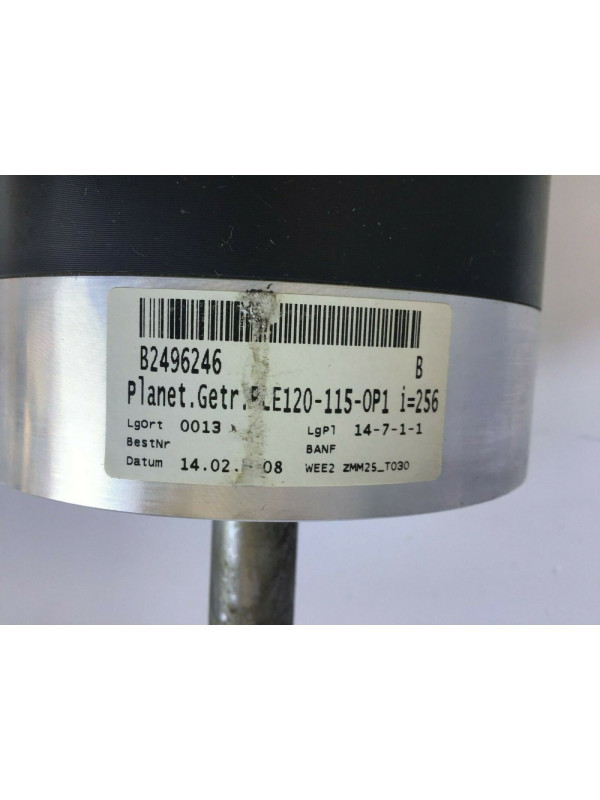 B2496246 B
Planet.Getr. LE120-115-OP1 i=256
LgOrt 0013 LgPl 14-7-1-1
BestNr BANF
Datum 14.02. 08 WEE2 ZMM25_T030